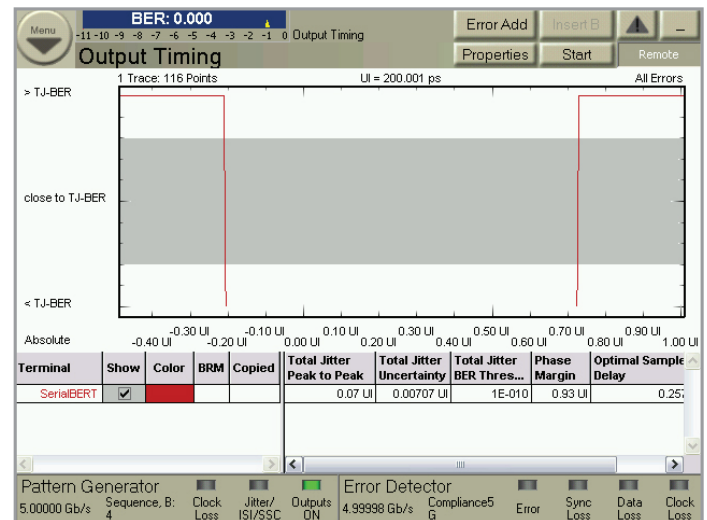 Menu
BER: 0.000
-11 -10 -9 -8 -7 -6 -5 -4 -3 -2 -1 0
Output Timing
Error Add
Insert B
Output Timing
Properties
Start
Remote
1 Trace: 116 Points
UI = 200.001 ps
All Errors
> TJ-BER
close to TJ-BER
< TJ-BER
Absolute
-0.40 UI -0.30 UI -0.20 UI -0.10 UI 0.00 UI 0.10 UI 0.20 UI 0.30 UI 0.40 UI 0.50 UI 0.60 UI 0.70 UI 0.80 UI 0.90 UI 1.00 UI
Terminal Show Color BRM Copied Total Jitter Peak to Peak Total Jitter Uncertainty Total Jitter BER Thres... Phase Margin Optimal Sample Delay
SerialBERT 0.07 UI 0.00707 UI 1E-010 0.93 UI 0.257
Pattern Generator
5.00000 Gb/s
Sequence, B: 4
Clock Loss
Jitter/ ISI/SSC
Outputs ON
Error Detector
4.99998 Gb/s
Compliance5 G
Error
Sync Loss
Data Loss
Clock Loss